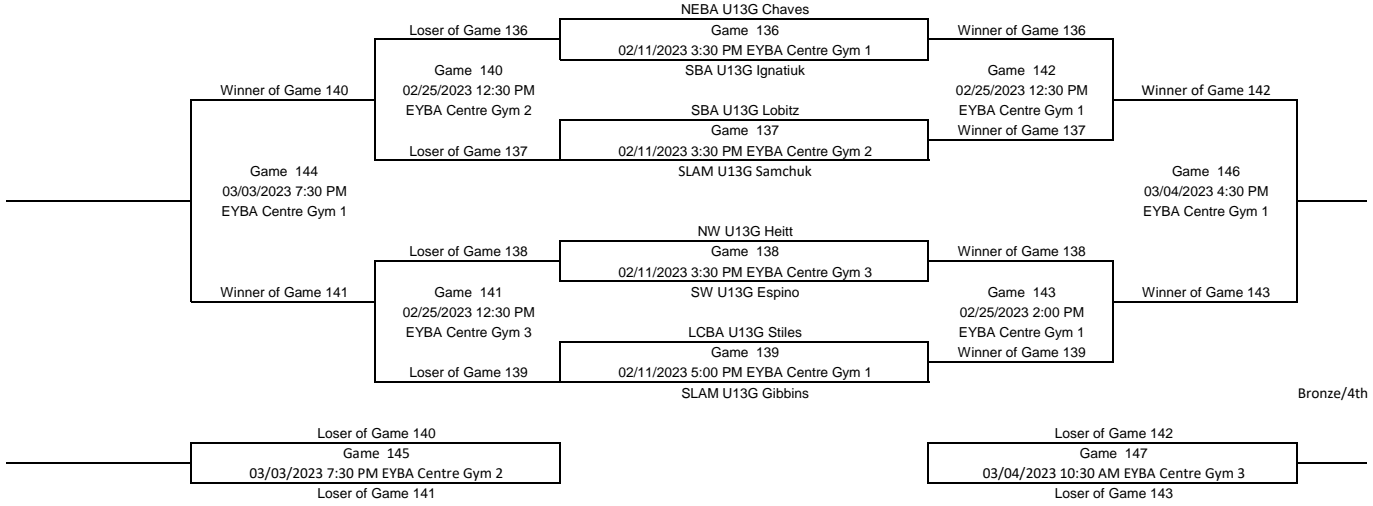 NEBA U13G Chaves
Loser of Game 136
Game 136
Winner of Game 136
02/11/2023 3:30 PM EYBA Centre Gym 1
Game 140
SBA U13G Ignatiuk
Game 142
Winner of Game 140
02/25/2023 12:30 PM
02/25/2023 12:30 PM
Winner of Game 142
EYBA Centre Gym 2
SBA U13G Lobitz
EYBA Centre Gym 1
Game 137
Winner of Game 137
Loser of Game 137
02/11/2023 3:30 PM EYBA Centre Gym 2
Game 144
SLAM U13G Samchuk
Game 146
03/03/2023 7:30 PM
03/04/2023 4:30 PM
EYBA Centre Gym 1
EYBA Centre Gym 1
NW U13G Heitt
Loser of Game 138
Game 138
Winner of Game 138
02/11/2023 3:30 PM EYBA Centre Gym 3
Winner of Game 141
Game 141
SW U13G Espino
Game 143
Winner of Game 143
02/25/2023 12:30 PM
02/25/2023 2:00 PM
EYBA Centre Gym 3
LCBA U13G Stiles
EYBA Centre Gym 1
Game 139
Winner of Game 139
Loser of Game 139
02/11/2023 5:00 PM EYBA Centre Gym 1
SLAM U13G Gibbins
Bronze/4th
Loser of Game 140
Loser of Game 142
Game 145
Game 147
03/03/2023 7:30 PM EYBA Centre Gym 2
03/04/2023 10:30 AM EYBA Centre Gym 3
Loser of Game 141
Loser of Game 143